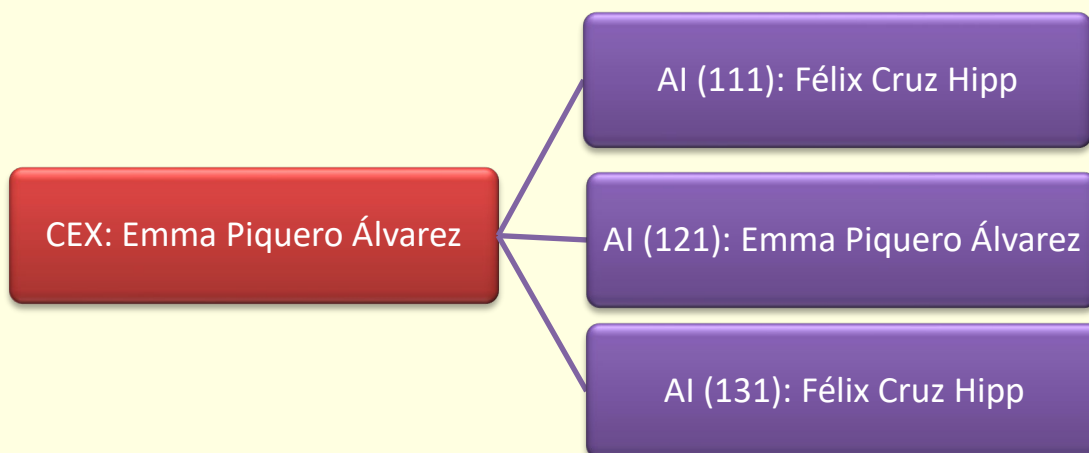 AI (111): Félix Cruz Hipp
CEX: Emma Piquero Álvarez
AI (121): Emma Piquero Álvarez
AI (131): Félix Cruz Hipp